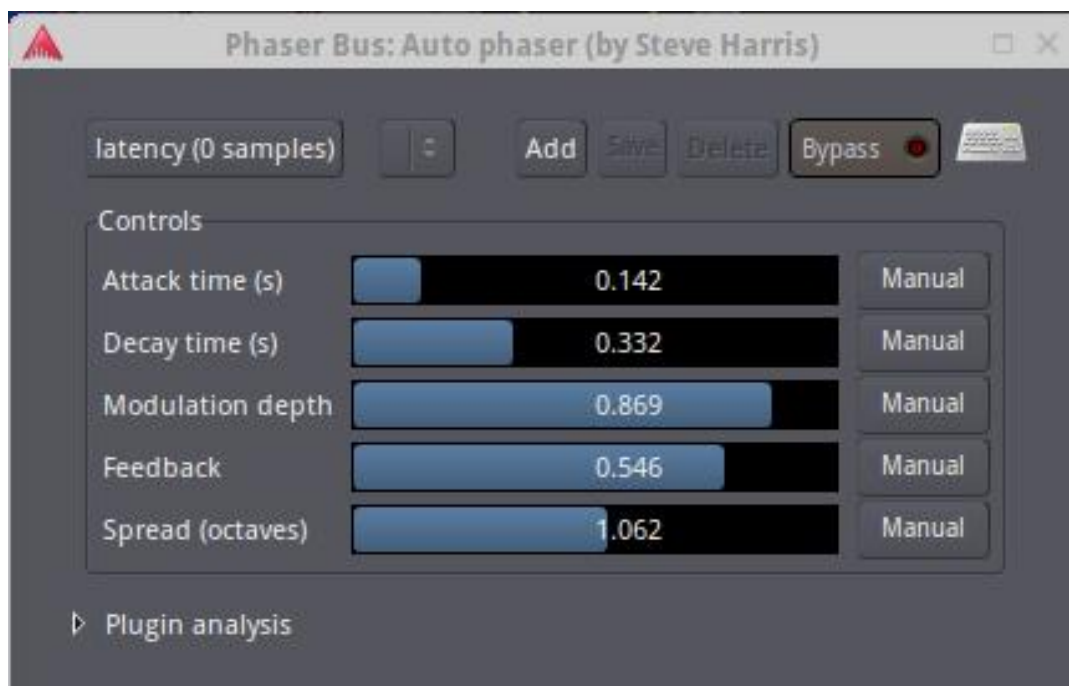 Phaser Bus: Auto phaser (by Steve Harris)
latency (0 samples) Add Save Delete Bypass
Controls
Attack time (s) 0.142 Manual
Decay time (s) 0.332 Manual
Modulation depth 0.869 Manual
Feedback 0.546 Manual
Spread (octaves) 1.062 Manual
Plugin analysis